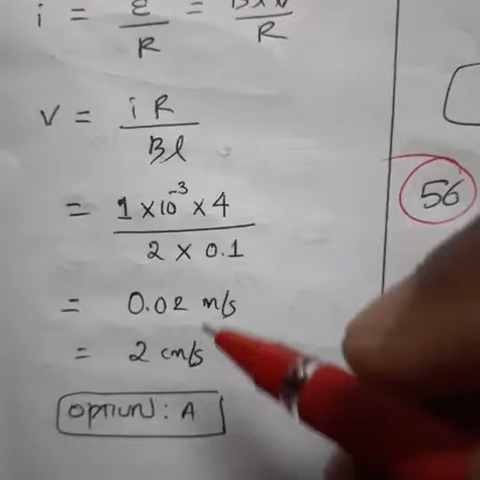 i = ε/R = Blv/R
v = iR/Bl
= 1 × 10⁻³ × 4 / 2 × 0.1
56
= 0.02 m/s
= 2 cm/s
OPTION: A